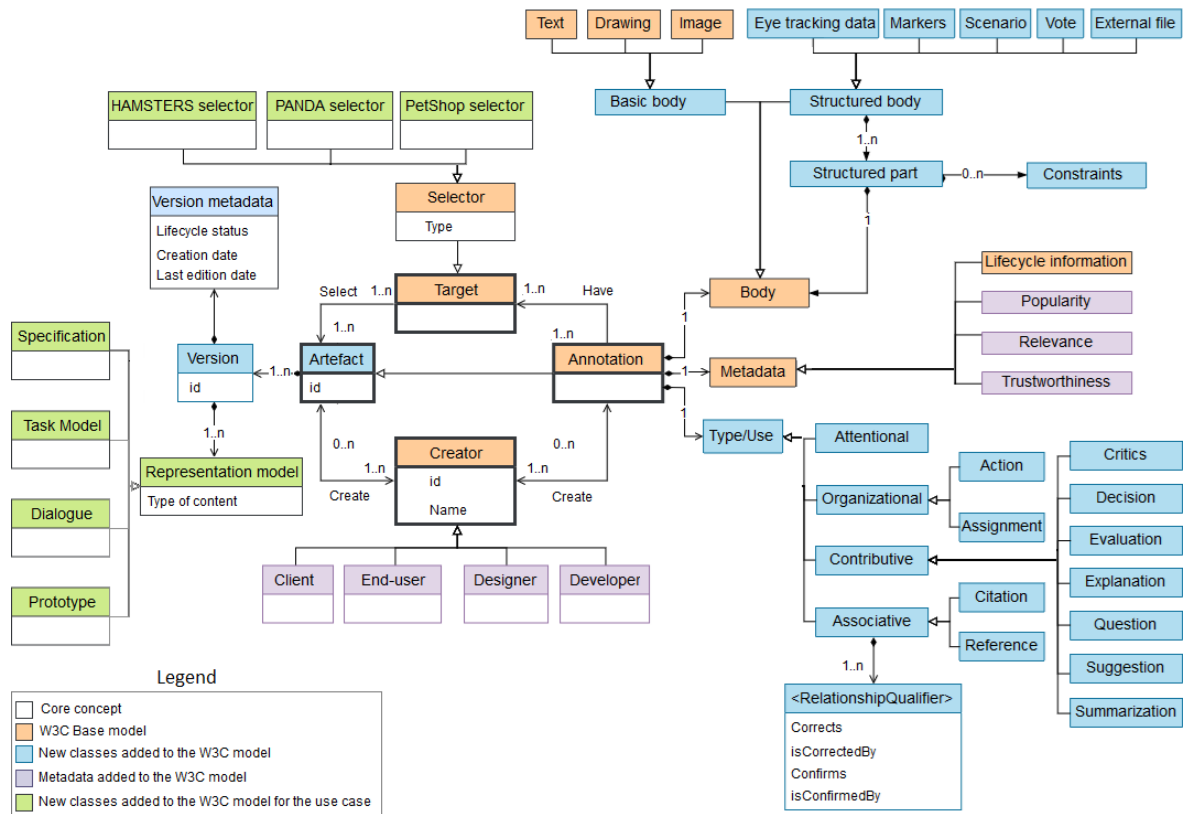 Text
Drawing
Image
Eye tracking data
Markers
Scenario
Vote
External file
HAMSTERS selector
PANDA selector
PetShop selector
Basic body
Structured body
1..n
Structured part
0..n
Constraints
1
Version metadata
Lifecycle status
Creation date
Last edition date
Selector
Type
Lifecycle information
Popularity
Relevance
Trustworthiness
Target
Select
1..n
1..n
Have
1..n
1..n
Body
1
Specification
Version
id
1..n
Artefact
id
Annotation
1
Metadata
1
Type/Use
Task Model
1..n
Representation model
Type of content
0..n
1..n
Create
Creator
id
Name
0..n
1..n
Create
Attentional
Organizational
Action
Assignment
Contributive
Associative
Citation
Reference
Critics
Decision
Evaluation
Explanation
Question
Suggestion
Summarization
Dialogue
Prototype
Client
End-user
Designer
Developer
1..n
<RelationshipQualifier>
Corrects
isCorrectedBy
Confirms
isConfirmedBy
Legend
Core concept
W3C Base model
New classes added to the W3C model
Metadata added to the W3C model
New classes added to the W3C model for the use case